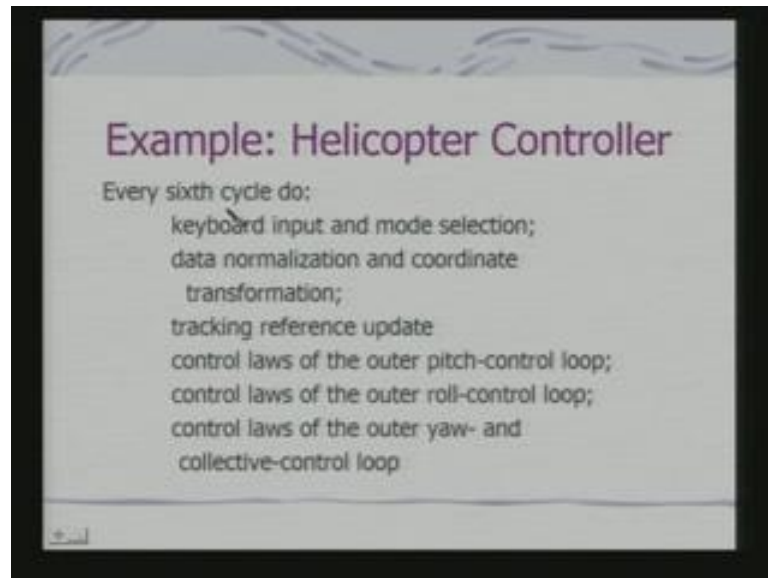 Example: Helicopter Controller
Every sixth cycle do:
keyboard input and mode selection;
data normalization and coordinate
transformation;
tracking reference update
control laws of the outer pitch-control loop;
control laws of the outer roll-control loop;
control laws of the outer yaw- and
collective-control loop